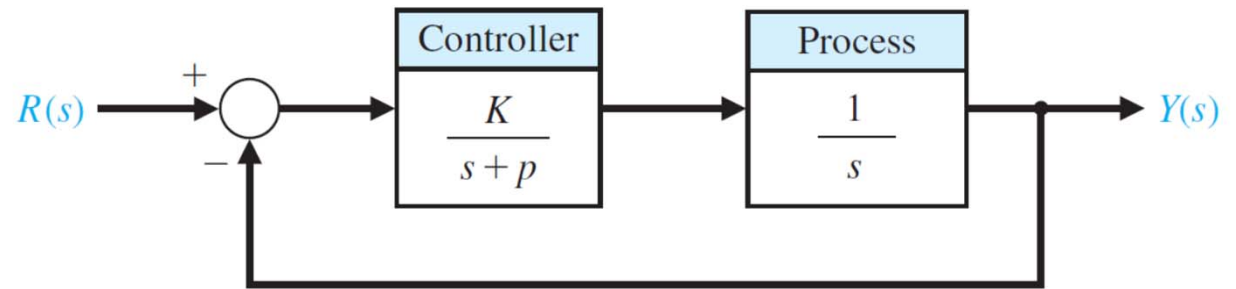 Controller
Process
+
R(s)
K
s + p
1
s
Y(s)
−